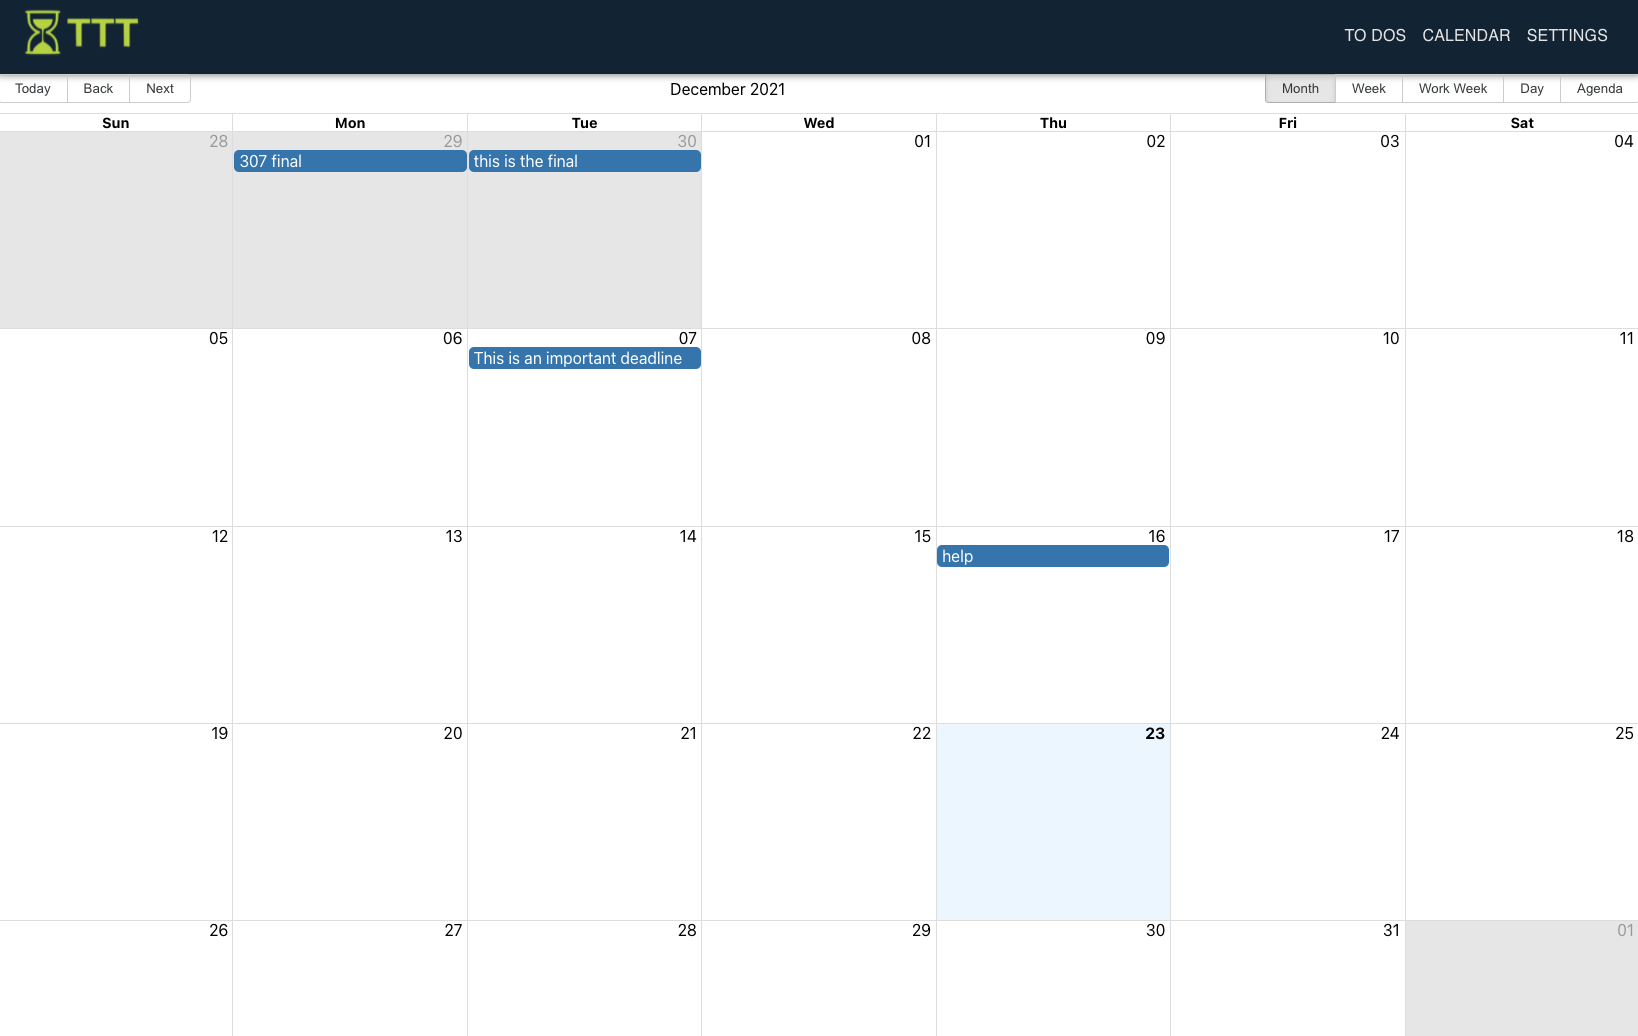 TTT
TO DOS CALENDAR SETTINGS
Today Back Next December 2021 Month Week Work Week Day Agenda
Sun Mon Tue Wed Thu Fri Sat
28 29 30 01 02 03 04
307 final this is the final
05 06 07 08 09 10 11
This is an important deadline
12 13 14 15 16 17 18
help
19 20 21 22 23 24 25
26 27 28 29 30 31 01